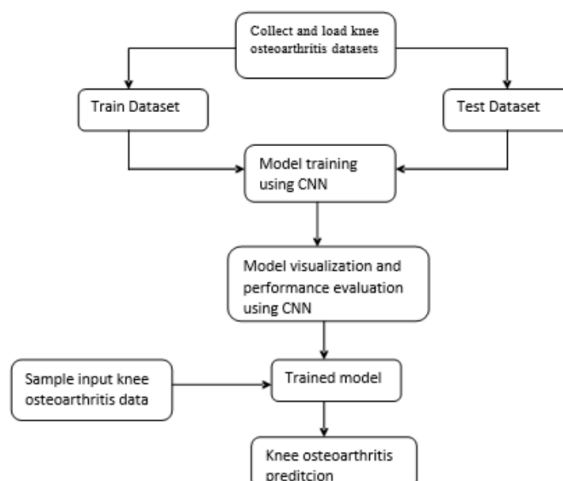 Collect and load knee
osteoarthritis datasets
Train Dataset
Test Dataset
Model training
using CNN
Model visualization and
performance evaluation
using CNN
Sample input knee
osteoarthritis data
Trained model
Knee osteoarthritis
preditcion